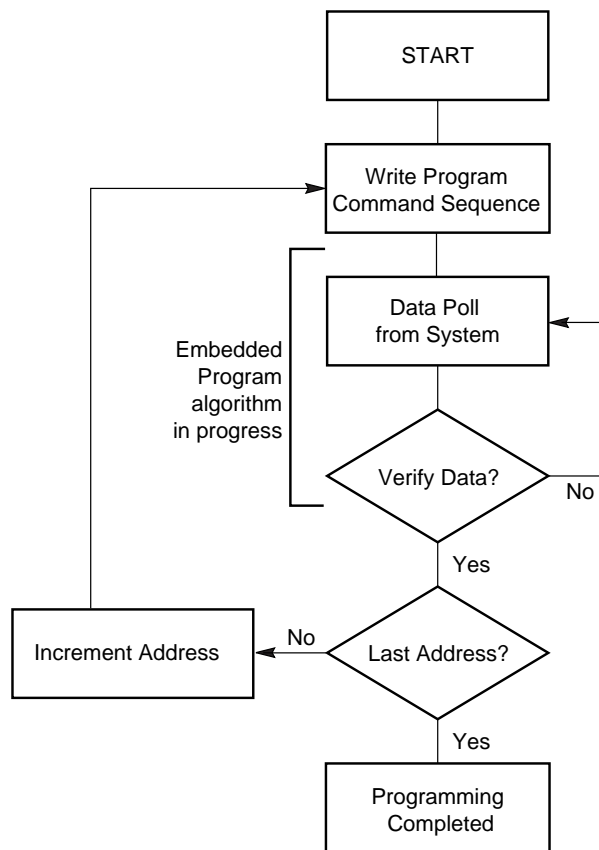 START
Write Program
Command Sequence
Data Poll
from System
Embedded
Program
algorithm
in progress
Verify Data?
No
Yes
Increment Address
No
Last Address?
Yes
Programming
Completed